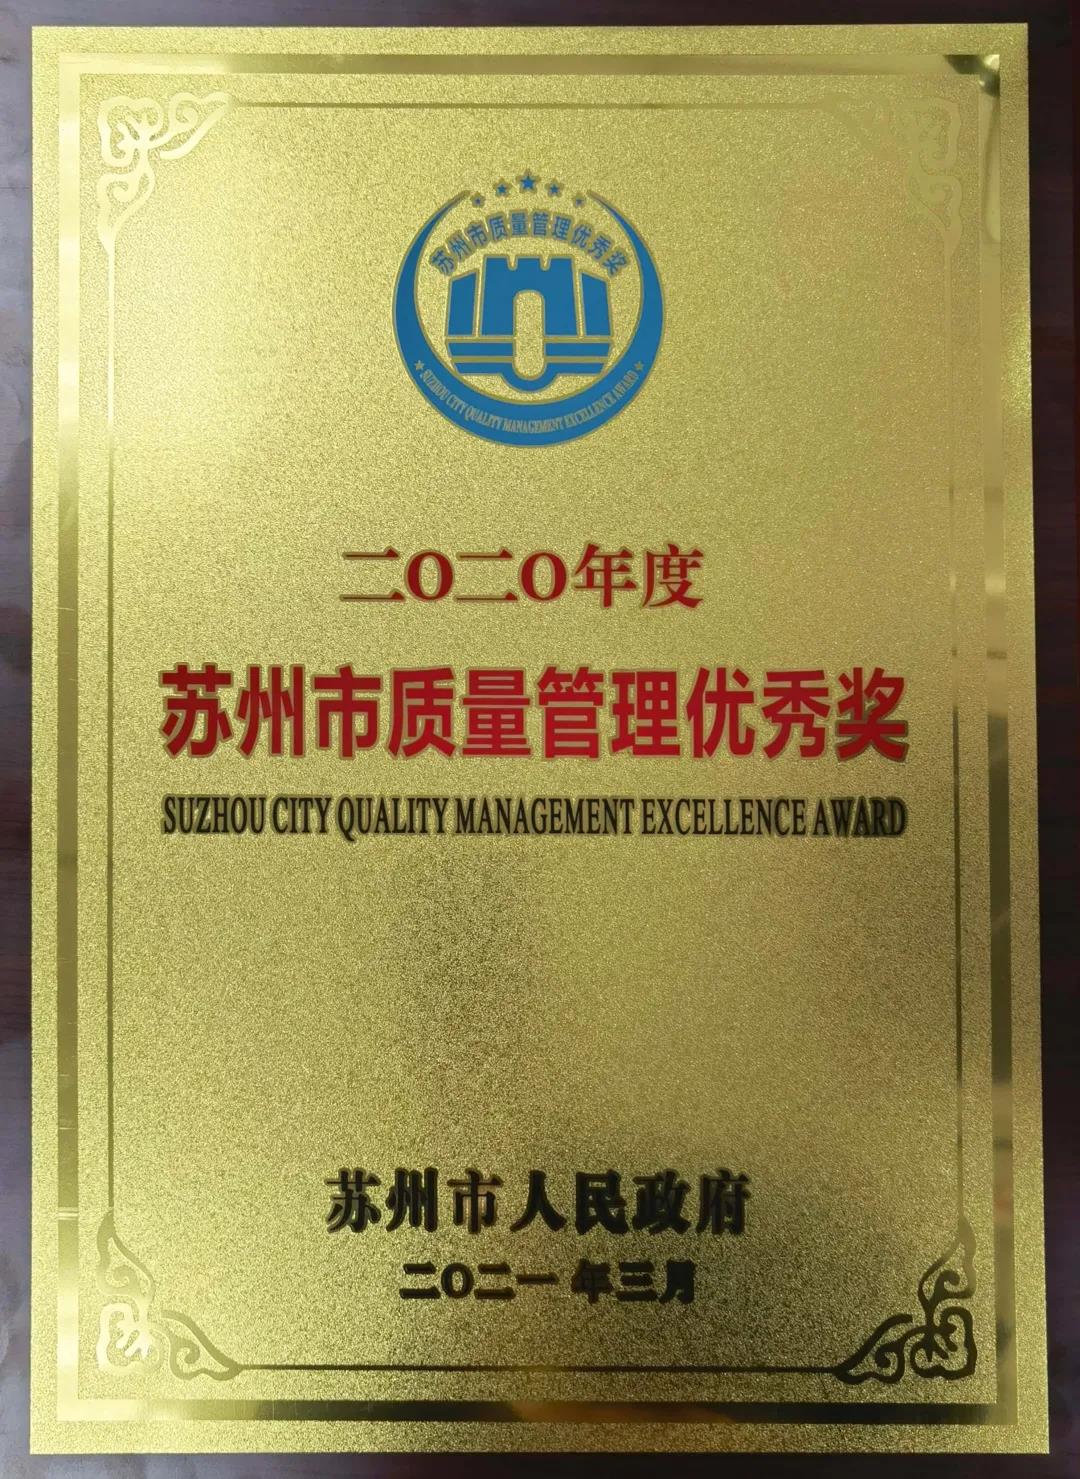 苏州市质量管理优秀奖
SUZHOU CITY QUALITY MANAGEMENT EXCELLENCE AWARD
二〇二〇年度
苏州市质量管理优秀奖
SUZHOU CITY QUALITY MANAGEMENT EXCELLENCE AWARD
苏州市人民政府
二〇二一年三月